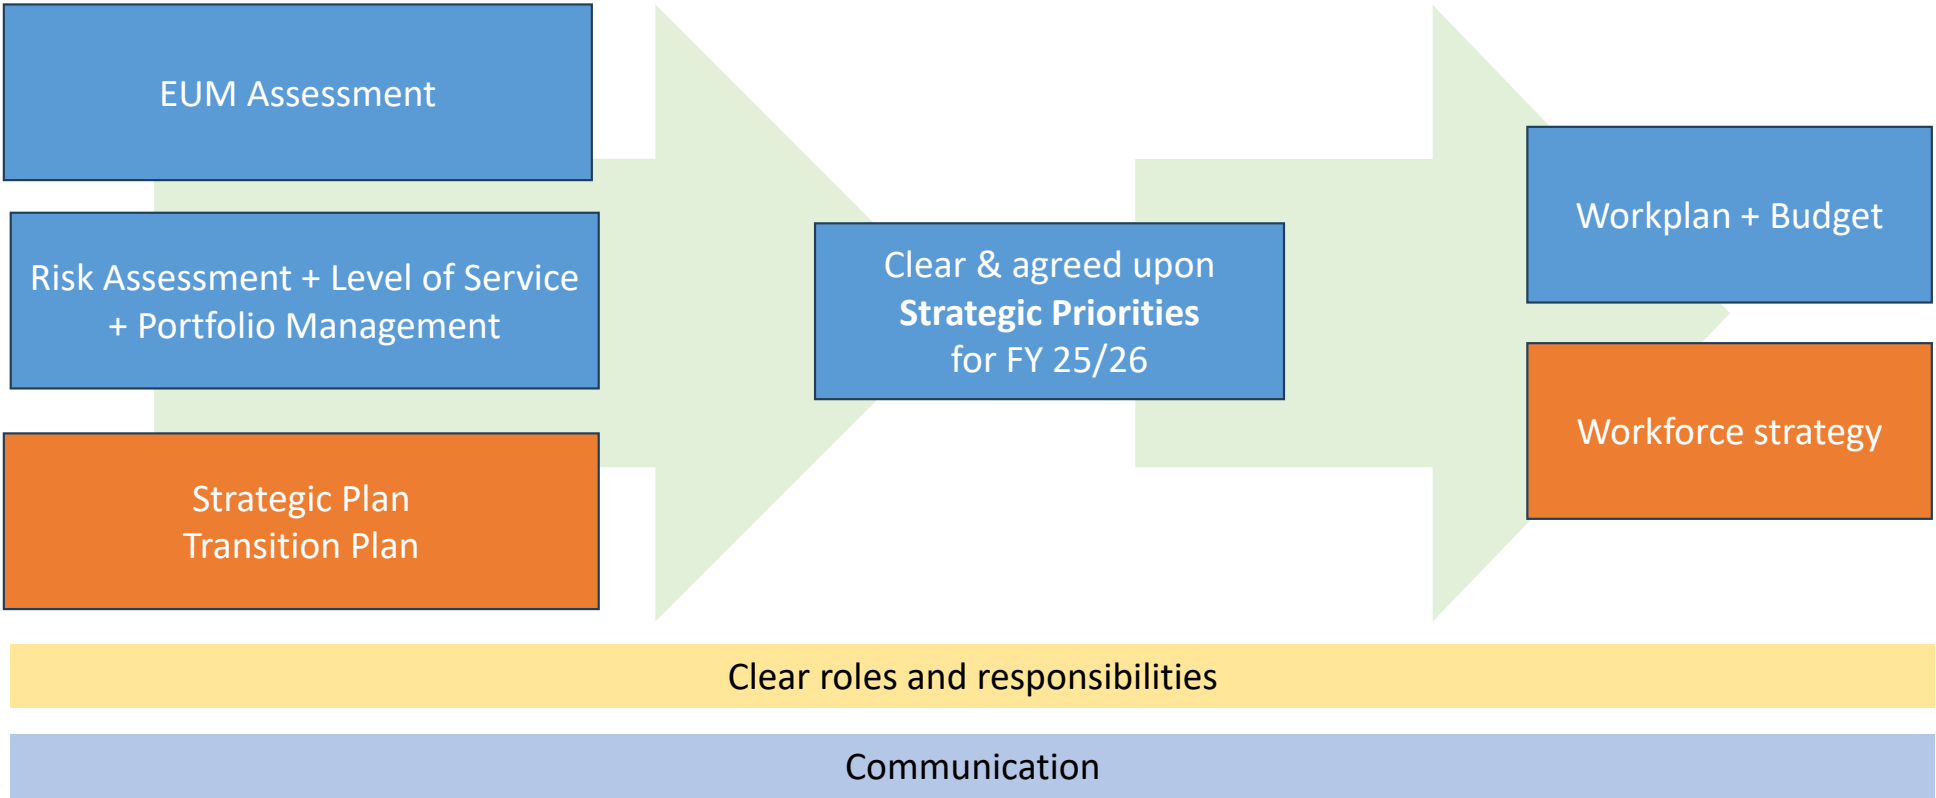 EUM Assessment
Risk Assessment + Level of Service
+ Portfolio Management
Strategic Plan
Transition Plan
Clear & agreed upon
Strategic Priorities
for FY 25/26
Workplan + Budget
Workforce strategy
Clear roles and responsibilities
Communication